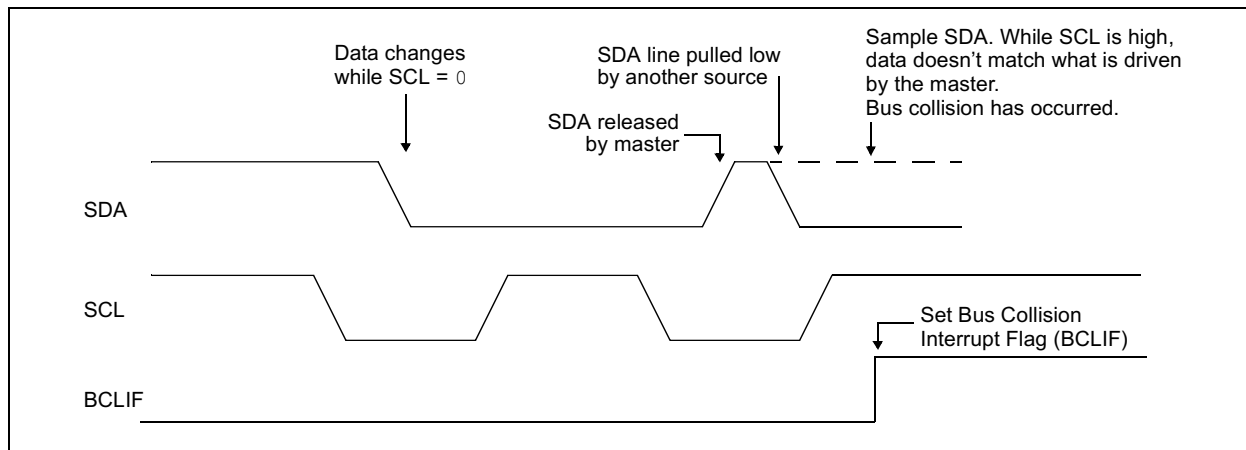 Data changes
while SCL = 0
SDA line pulled low
by another source
SDA released
by master
Sample SDA. While SCL is high,
data doesn't match what is driven
by the master.
Bus collision has occurred.
SDA
SCL
Set Bus Collision
Interrupt Flag (BCLIF)
BCLIF